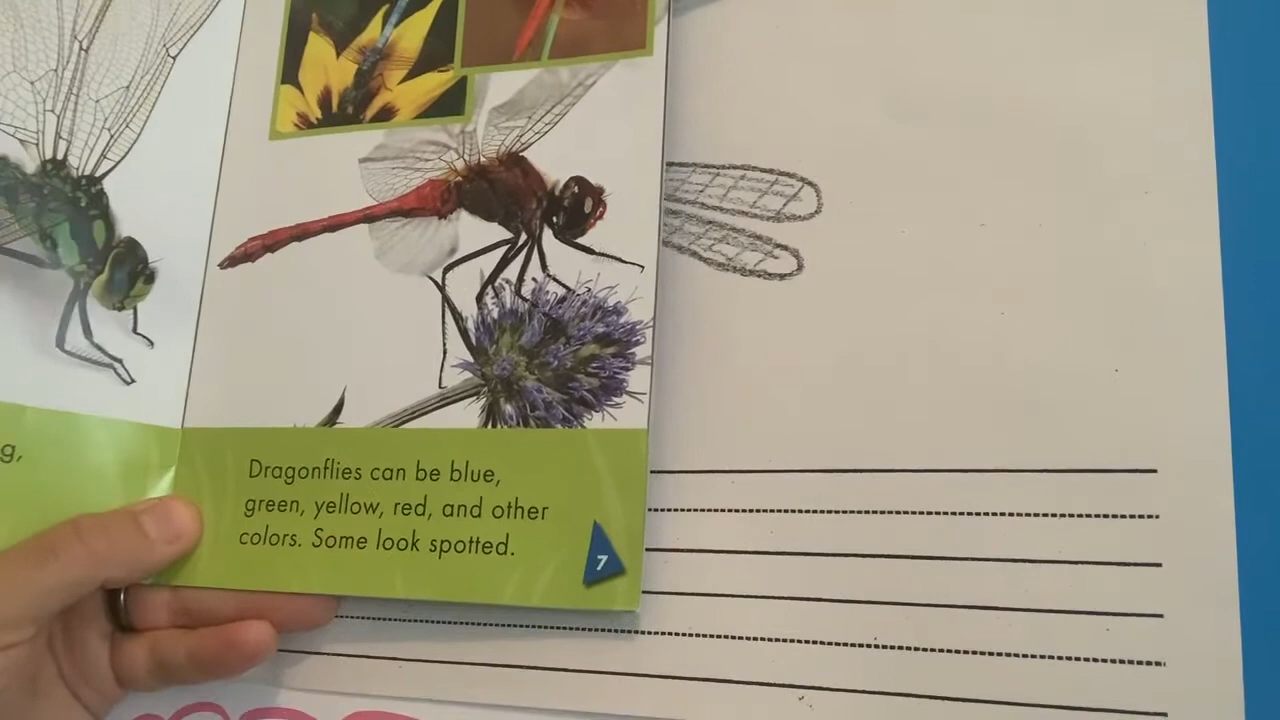 g,
Dragonflies can be blue,
green, yellow, red, and other
colors. Some look spotted.
7